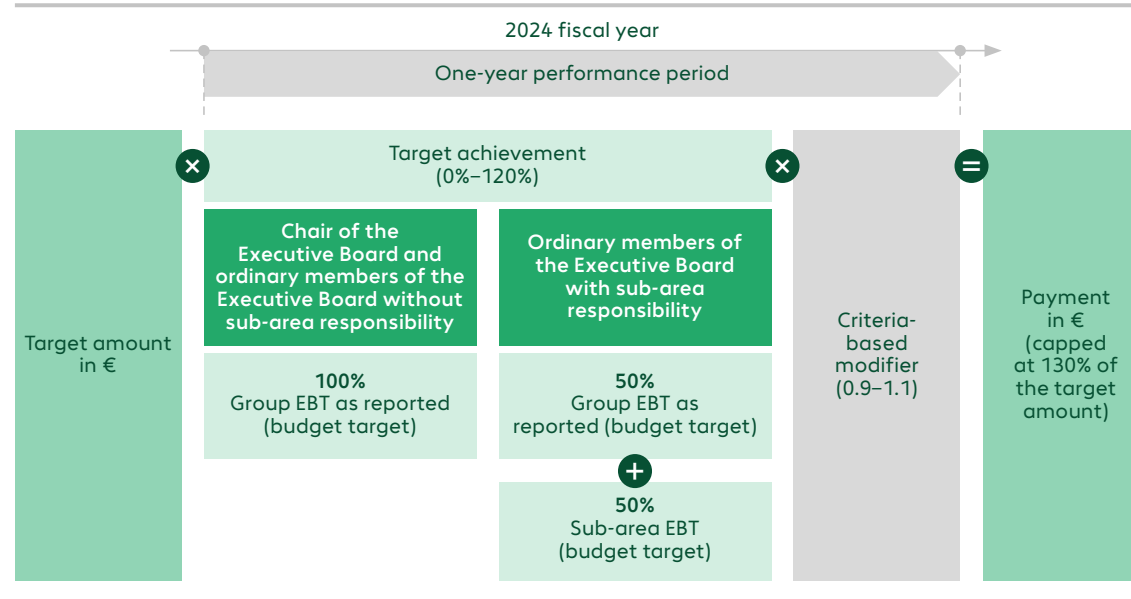 2024 fiscal year
One-year performance period
Target amount
in €
×
Target achievement
(0%–120%)
Chair of the
Executive Board and
ordinary members of the
Executive Board without
sub-area responsibility
100%
Group EBT as reported
(budget target)
Ordinary members of
the Executive Board
with sub-area
responsibility
50%
Group EBT as
reported (budget target)
+
50%
Sub-area EBT
(budget target)
×
Criteria-
based
modifier
(0.9–1.1)
=
Payment
in €
(capped
at 130% of
the target
amount)